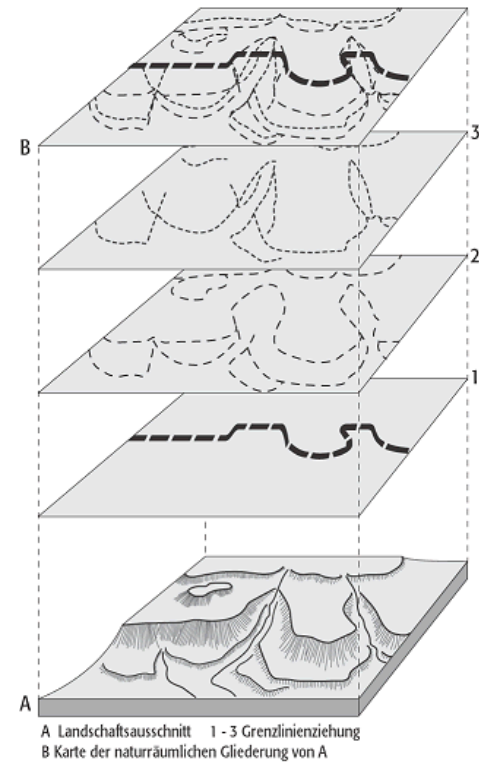 B
3
2
1
A
A Landschaftsausschnitt 1 - 3 Grenzlinienziehung
B Karte der naturräumlichen Gliederung von A